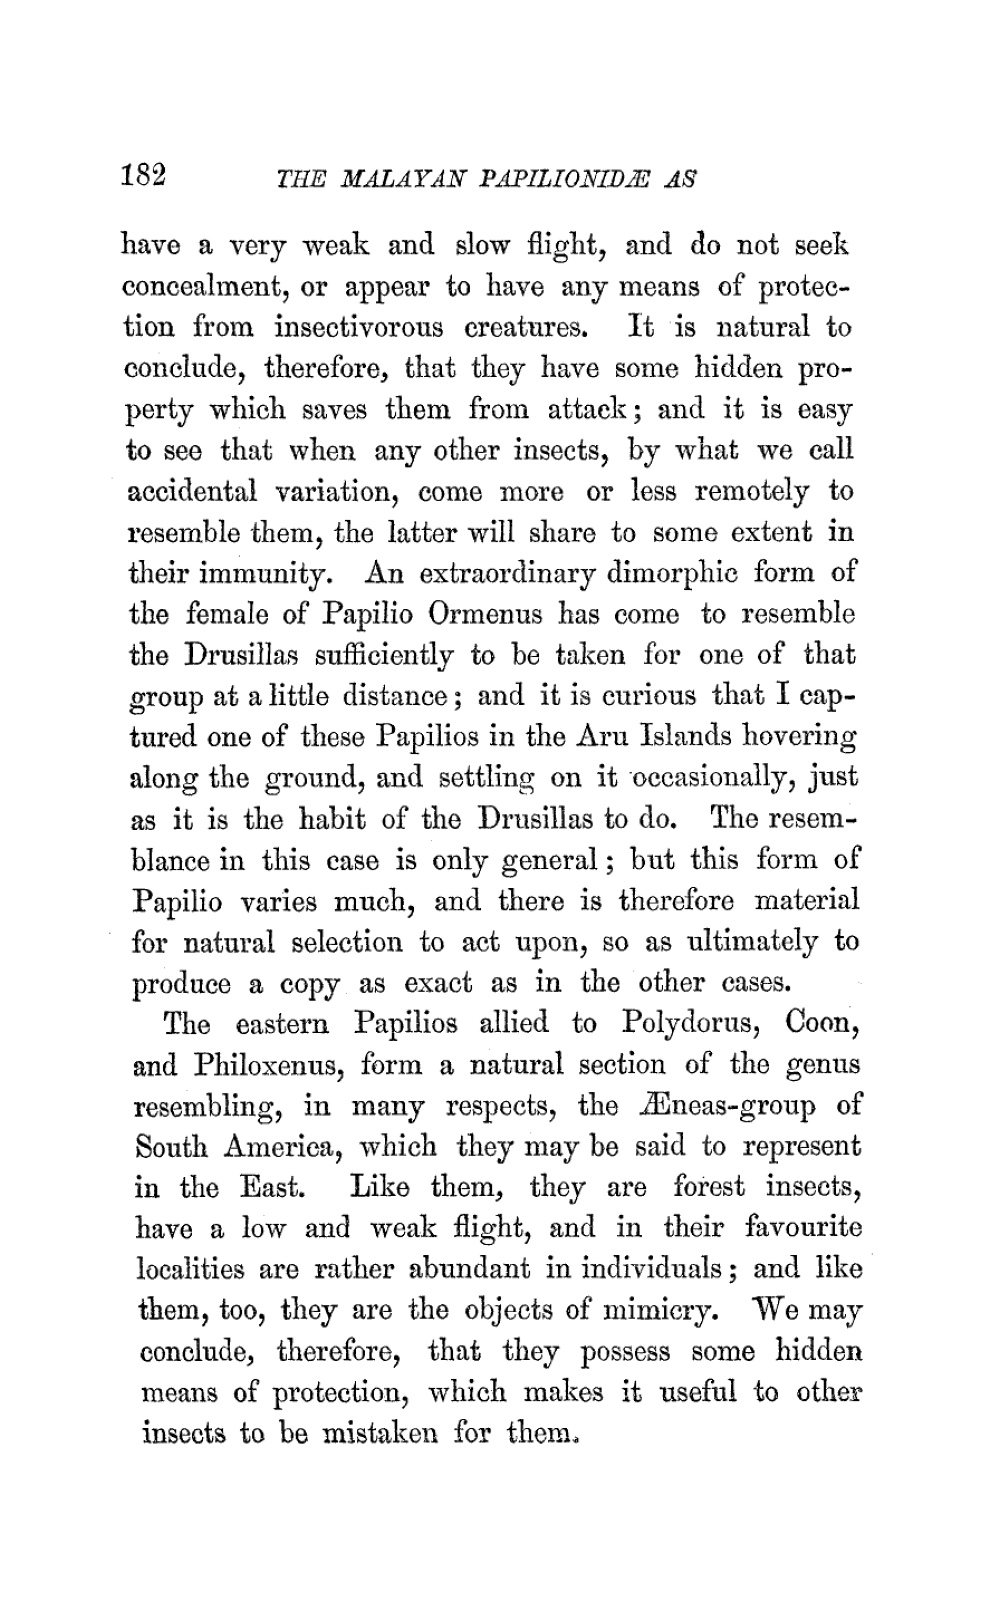 182 THE MALAYAN PAPILIONIDÆ AS
have a very weak and slow flight, and do not seek
concealment, or appear to have any means of protec-
tion from insectivorous creatures. It is natural to
conclude, therefore, that they have some hidden pro-
perty which saves them from attack; and it is easy
to see that when any other insects, by what we call
accidental variation, come more or less remotely to
resemble them, the latter will share to some extent in
their immunity. An extraordinary dimorphic form of
the female of Papilio Ormenus has come to resemble
the Drusillas sufficiently to be taken for one of that
group at a little distance; and it is curious that I cap-
tured one of these Papilios in the Aru Islands hovering
along the ground, and settling on it occasionally, just
as it is the habit of the Drusillas to do. The resem-
blance in this case is only general; but this form of
Papilio varies much, and there is therefore material
for natural selection to act upon, so as ultimately to
produce a copy as exact as in the other cases.
The eastern Papilios allied to Polydorus, Coon,
and Philoxenus, form a natural section of the genus
resembling, in many respects, the Æneas-group of
South America, which they may be said to represent
in the East. Like them, they are forest insects,
have a low and weak flight, and in their favourite
localities are rather abundant in individuals; and like
them, too, they are the objects of mimicry. We may
conclude, therefore, that they possess some hidden
means of protection, which makes it useful to other
insects to be mistaken for them.